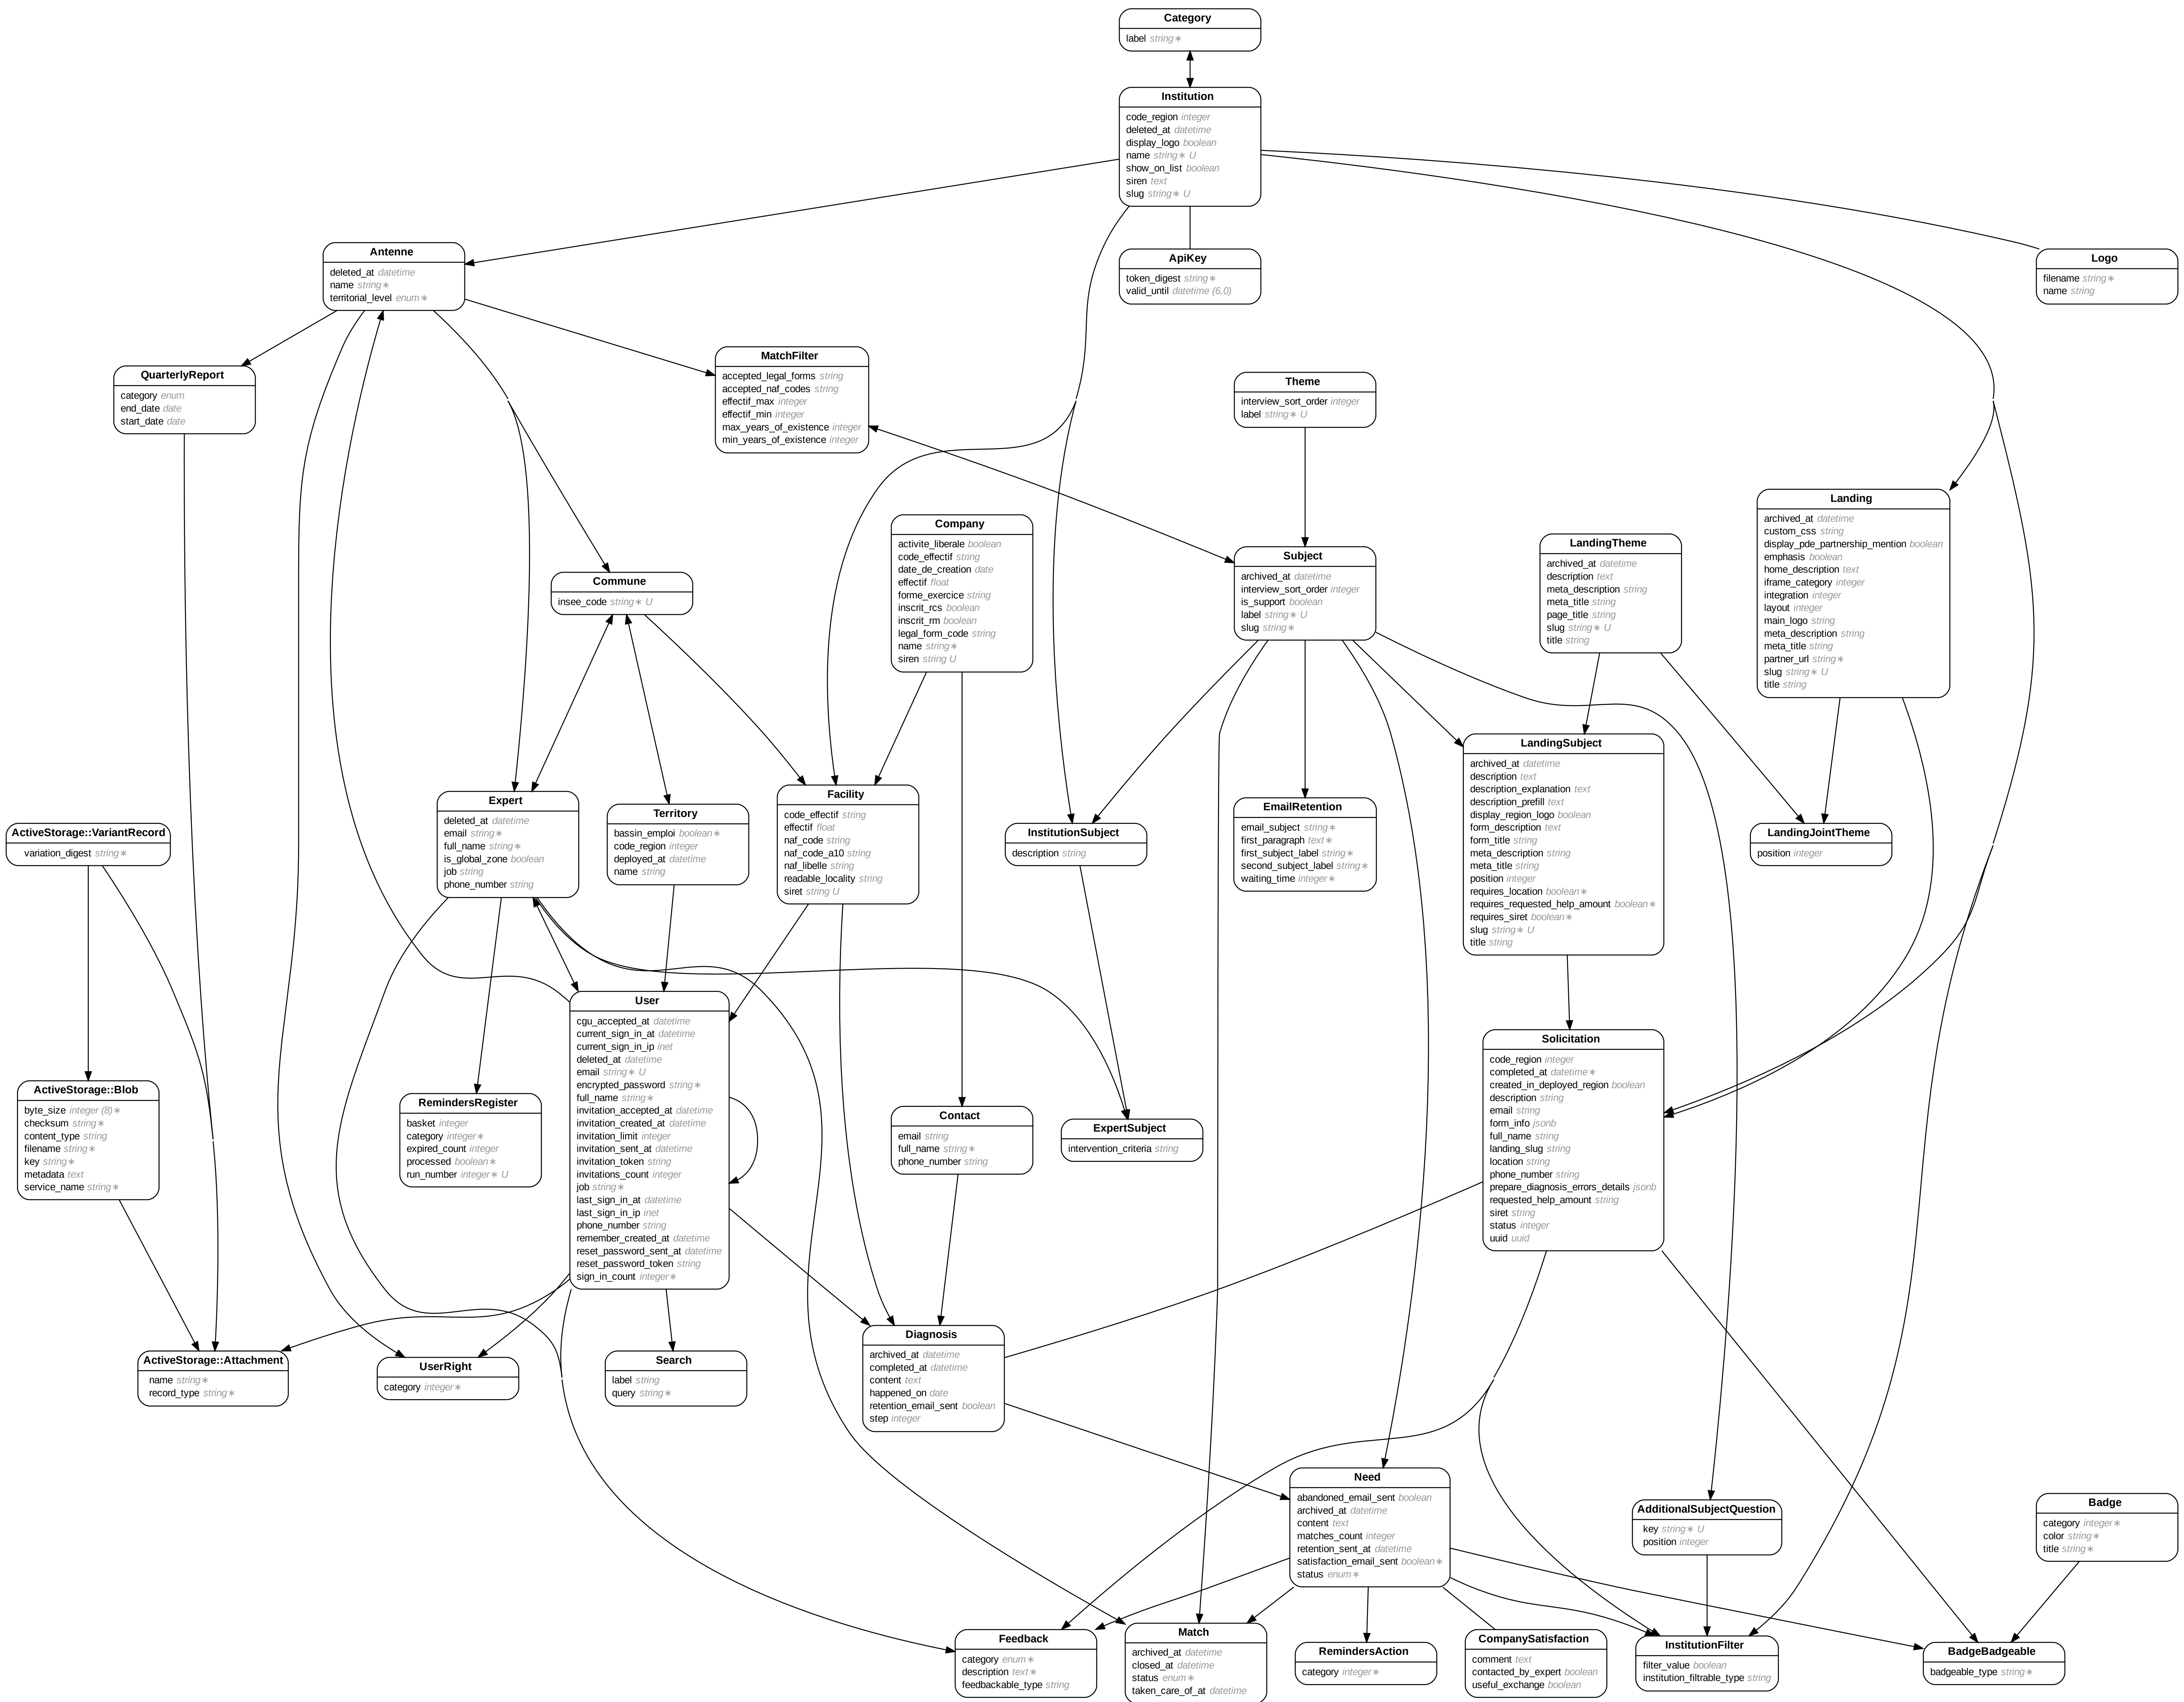 Category
label string∗
Institution
code_region integer
deleted_at datetime
display_logo boolean
name string∗ U
show_on_list boolean
siren text
slug string∗ U
Antenne
deleted_at datetime
name string∗
territorial_level enum∗
ApiKey
token_digest string∗
valid_until datetime (6,0)
Logo
filename string∗
name string
QuarterlyReport
category enum
end_date date
start_date date
MatchFilter
accepted_legal_forms string
accepted_naf_codes string
effectif_max integer
effectif_min integer
max_years_of_existence integer
min_years_of_existence integer
Theme
interview_sort_order integer
label string∗ U
Company
activite_liberale boolean
code_effectif string
date_de_creation date
effectif float
forme_exercice string
inscrit_rcs boolean
inscrit_rm boolean
legal_form_code string
name string∗
siren string U
Commune
insee_code string∗ U
Subject
archived_at datetime
interview_sort_order integer
is_support boolean
label string∗ U
slug string∗
LandingTheme
archived_at datetime
description text
meta_description string
meta_title string
page_title string
slug string∗ U
title string
Landing
archived_at datetime
custom_css string
display_pde_partnership_mention boolean
emphasis boolean
home_description text
iframe_category integer
integration integer
layout integer
main_logo string
meta_description string
meta_title string
partner_url string∗
slug string∗ U
title string
ActiveStorage::VariantRecord
variation_digest string∗
Expert
deleted_at datetime
email string∗
full_name string∗
is_global_zone boolean
job string
phone_number string
Territory
bassin_emploi boolean∗
code_region integer
deployed_at datetime
name string
Facility
code_effectif string
effectif float
naf_code string
naf_code_a10 string
naf_libelle string
readable_locality string
siret string U
InstitutionSubject
description string
EmailRetention
email_subject string∗
first_paragraph text∗
first_subject_label string∗
second_subject_label string∗
waiting_time integer∗
LandingSubject
archived_at datetime
description text
description_explanation text
description_prefill text
display_region_logo boolean
form_description text
form_title string
meta_description string
meta_title string
position integer
requires_location boolean∗
requires_requested_help_amount boolean∗
requires_siret boolean∗
slug string∗ U
title string
LandingJointTheme
position integer
ActiveStorage::Blob
byte_size integer (8)∗
checksum string∗
content_type string
filename string∗
key string∗
metadata text
service_name string∗
RemindersRegister
basket integer
category integer∗
expired_count integer
processed boolean∗
run_number integer∗ U
User
cgu_accepted_at datetime
current_sign_in_at datetime
current_sign_in_ip inet
deleted_at datetime
email string∗ U
encrypted_password string∗
full_name string∗
invitation_accepted_at datetime
invitation_created_at datetime
invitation_limit integer
invitation_sent_at datetime
invitation_token string
invitations_count integer
job string∗
last_sign_in_at datetime
last_sign_in_ip inet
phone_number string
remember_created_at datetime
reset_password_sent_at datetime
reset_password_token string
sign_in_count integer∗
Contact
email string
full_name string∗
phone_number string
ExpertSubject
intervention_criteria string
Solicitation
code_region integer
completed_at datetime∗
created_in_deployed_region boolean
description string
email string
form_info jsonb
full_name string
landing_slug string
location string
phone_number string
prepare_diagnosis_errors_details jsonb
requested_help_amount string
siret string
status integer
uuid uuid
ActiveStorage::Attachment
name string∗
record_type string∗
UserRight
category integer∗
Search
label string
query string∗
Diagnosis
archived_at datetime
completed_at datetime
content text
happened_on date
retention_email_sent boolean
step integer
Need
abandoned_email_sent boolean
archived_at datetime
content text
matches_count integer
retention_sent_at datetime
satisfaction_email_sent boolean∗
status enum∗
AdditionalSubjectQuestion
key string∗ U
position integer
Badge
category integer∗
color string∗
title string∗
Feedback
category enum∗
description text∗
feedbackable_type string
Match
archived_at datetime
closed_at datetime
status enum∗
taken_care_of_at datetime
RemindersAction
category integer∗
CompanySatisfaction
comment text
contacted_by_expert boolean
useful_exchange boolean
InstitutionFilter
filter_value boolean
institution_filtrable_type string
BadgeBadgeable
badgeable_type string∗